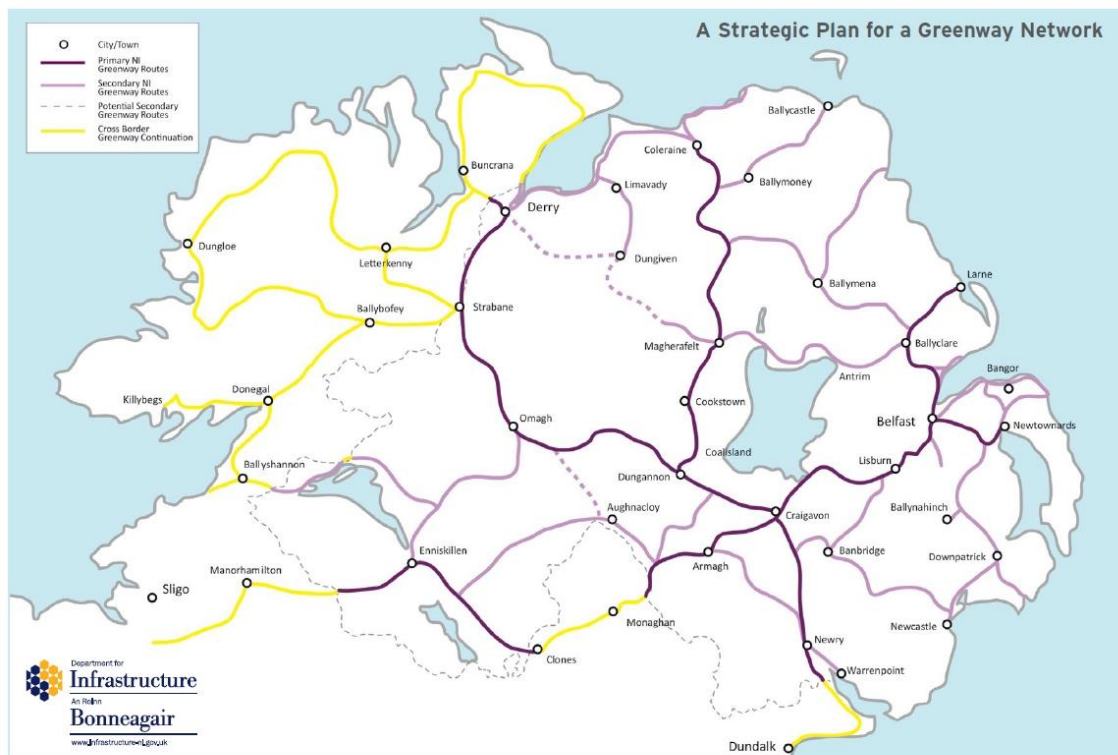 A Strategic Plan for a Greenway Network
City/Town
Primary NI
Greenway Routes
Secondary NI
Greenway Routes
Potential Secondary
Greenway Routes
Cross Border
Greenway Continuation
Ballycastle
Coleraine
Buncrana
Ballymoney
Limavady
Derry
Dungloe
Letterkenny
Dungiven
Ballymena
Larne
Ballybofey
Strabane
Magherafelt
Ballyclare
Antrim
Bangor
Killybegs
Donegal
Cookstown
Omagh
Belfast
Newtownards
Coalisland
Lisburn
Ballyshannon
Dungannon
Aughnacloy
Craigavon
Ballynahinch
Enniskillen
Armagh
Banbridge
Downpatrick
Manorhamilton
Sligo
Monaghan
Newcastle
Clones
Newry
Warrenpoint
Dundalk
Department for
Infrastructure
An Roinn
Bonneagair
www.infrastructure-ni.gov.uk